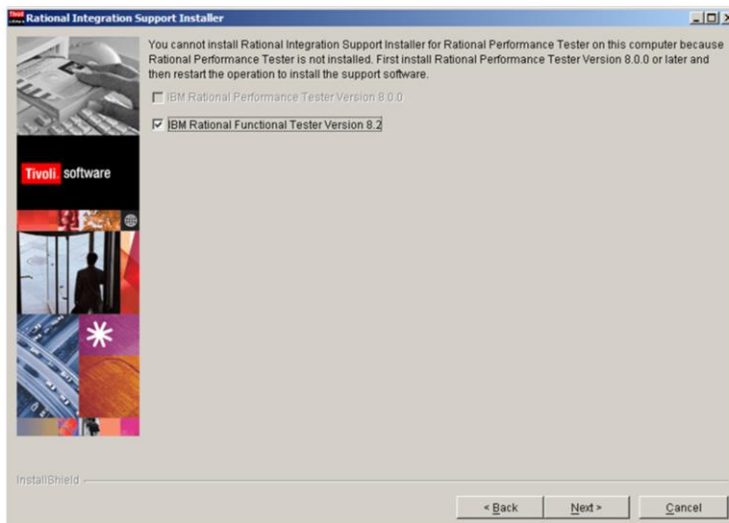 Rational Integration Support Installer
You cannot install Rational Integration Support Installer for Rational Performance Tester on this computer because
Rational Performance Tester is not installed. First install Rational Performance Tester Version 8.0.0 or later and
then restart the operation to install the support software.
IBM Rational Performance Tester Version 8.0.0
IBM Rational Functional Tester Version 8.2
Tivoli. software
InstallShield
< Back
Next >
Cancel